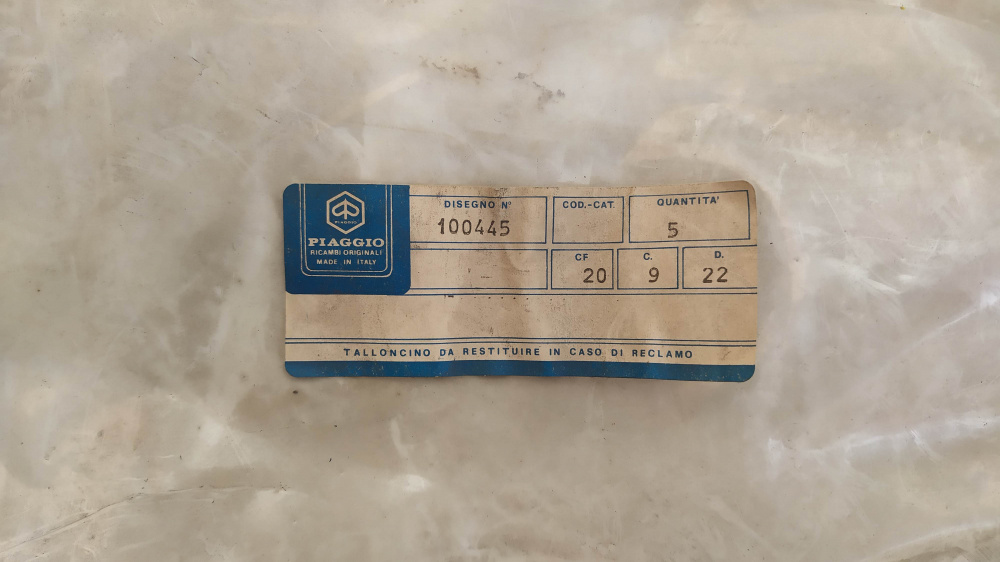 PIAGGIO
PIAGGIO
RICAMBI ORIGINALI
MADE IN ITALY
DISEGNO N° COD.-CAT. QUANTITA'
100445 5
CF C. D.
20 9 22
TALLONCINO DA RESTITUIRE IN CASO DI RECLAMO